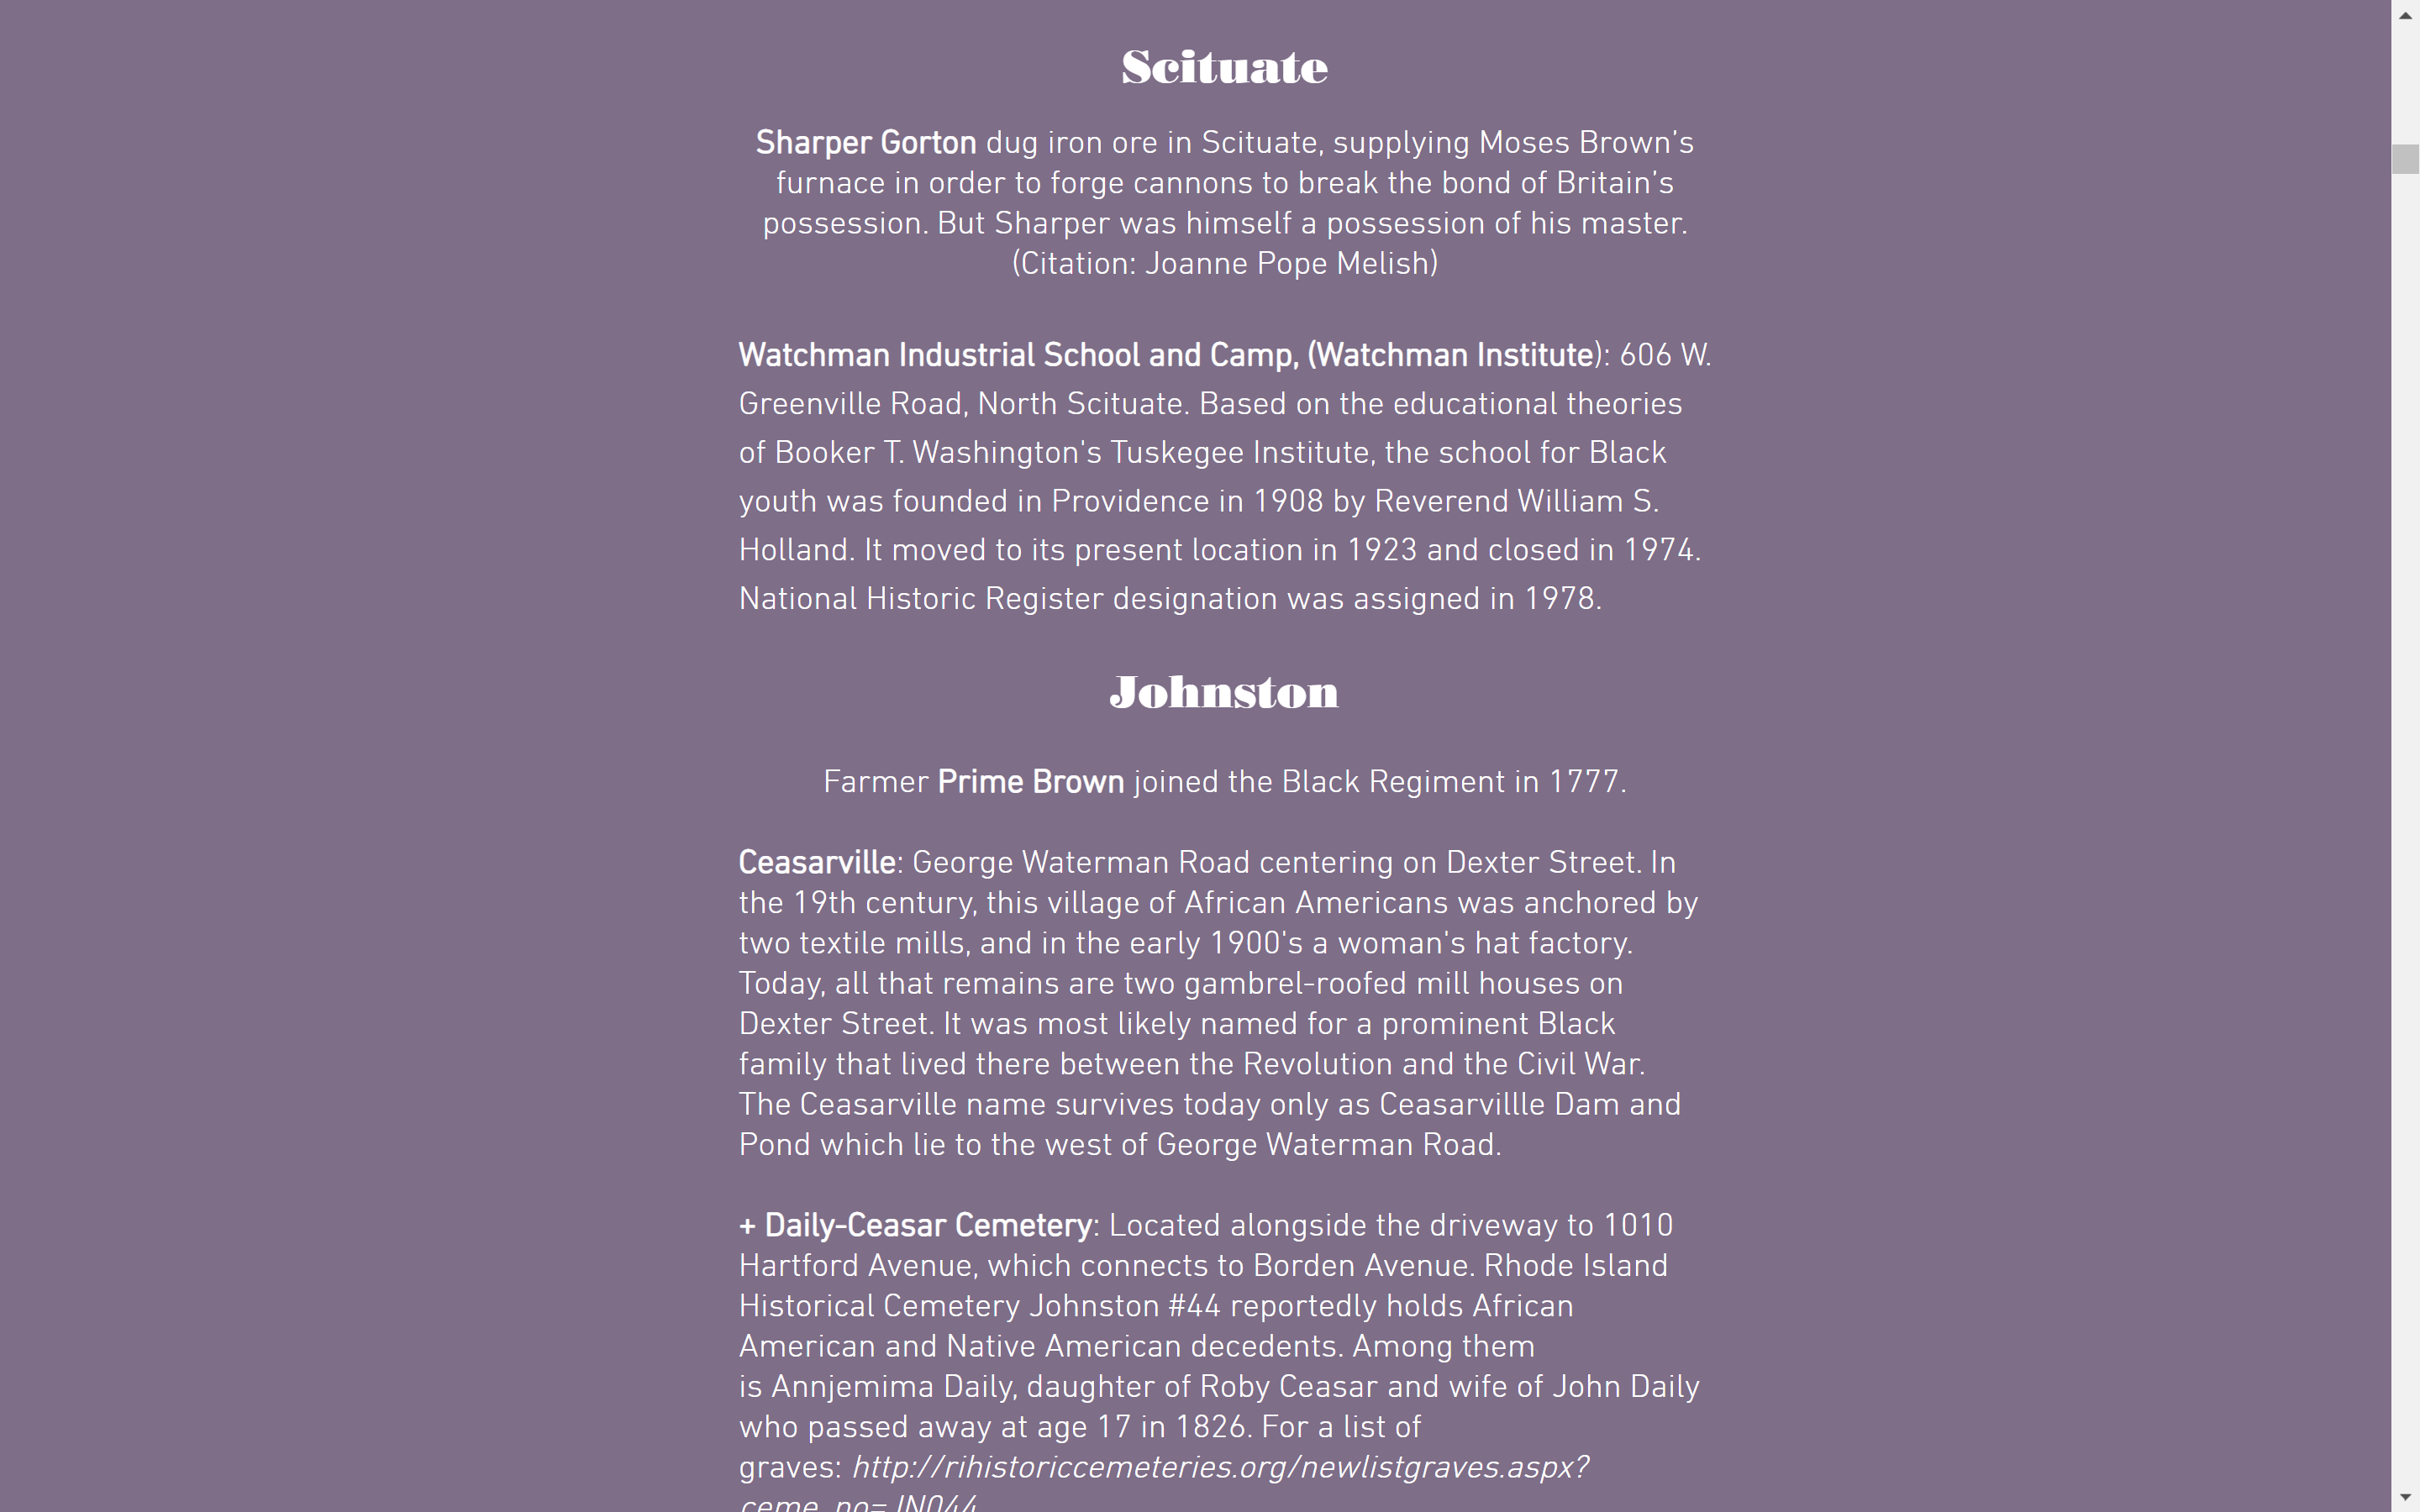 Scituate
Sharper Gorton dug iron ore in Scituate, supplying Moses Brown’s
furnace in order to forge cannons to break the bond of Britain’s
possession. But Sharper was himself a possession of his master.
(Citation: Joanne Pope Melish)
Watchman Industrial School and Camp, (Watchman Institute): 606 W.
Greenville Road, North Scituate. Based on the educational theories
of Booker T. Washington's Tuskegee Institute, the school for Black
youth was founded in Providence in 1908 by Reverend William S.
Holland. It moved to its present location in 1923 and closed in 1974.
National Historic Register designation was assigned in 1978.
Johnston
Farmer Prime Brown joined the Black Regiment in 1777.
Ceasarville: George Waterman Road centering on Dexter Street. In
the 19th century, this village of African Americans was anchored by
two textile mills, and in the early 1900's a woman's hat factory.
Today, all that remains are two gambrel-roofed mill houses on
Dexter Street. It was most likely named for a prominent Black
family that lived there between the Revolution and the Civil War.
The Ceasarville name survives today only as Ceasarvillle Dam and
Pond which lie to the west of George Waterman Road.
+ Daily-Ceasar Cemetery: Located alongside the driveway to 1010
Hartford Avenue, which connects to Borden Avenue. Rhode Island
Historical Cemetery Johnston #44 reportedly holds African
American and Native American decedents. Among them
is Annjemima Daily, daughter of Roby Ceasar and wife of John Daily
who passed away at age 17 in 1826. For a list of
graves: http://rihistoriccemeteries.org/newlistgraves.aspx?
ceme_no=JN044